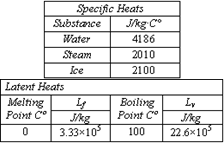 Specific Heats
Substance J/kg·C°
Water 4186
Steam 2010
Ice 2100
Latent Heats
Melting Point C° Lf J/kg Boiling Point C° Lv J/kg
0 3.33×10⁵ 100 22.6×10⁵